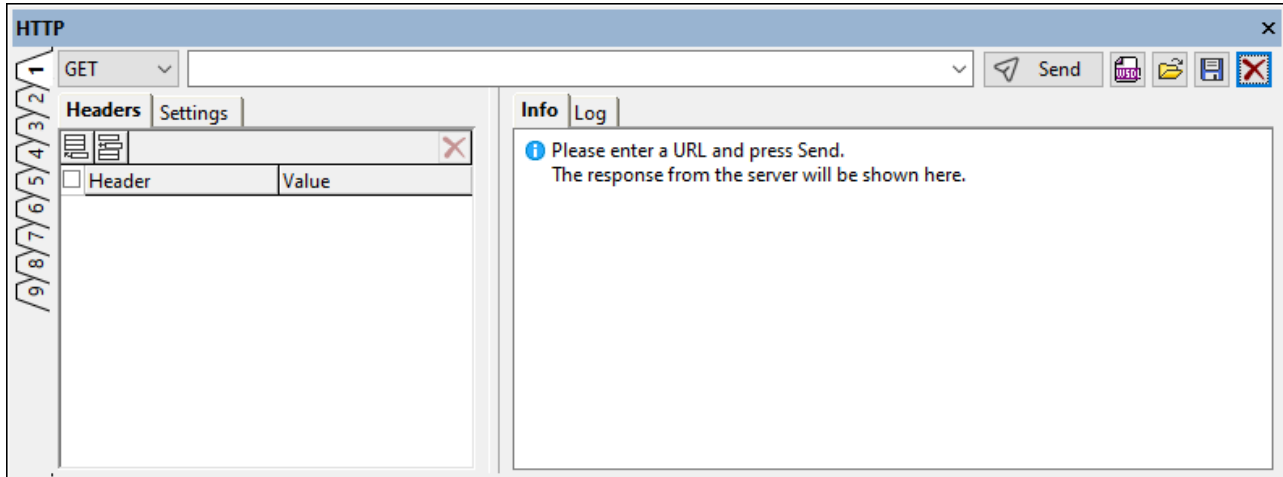 HTTP
GET
Send
WSDL
1
2
3
4
5
6
7
8
9
Headers Settings
Header Value
Info Log
Please enter a URL and press Send.
The response from the server will be shown here.